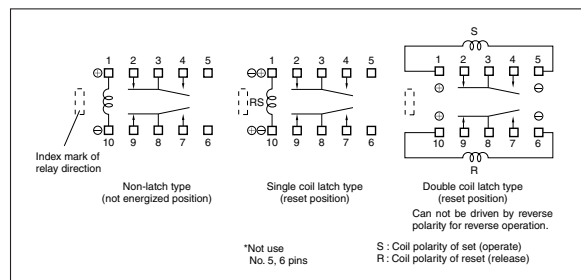 S
1 2 3 4 5
⊕
10 9 8 7 6
⊖
Index mark of
relay direction
Non-latch type
(not energized position)
1 2 3 4 5
⊖⊕
RS
10 9 8 7 6
⊕⊖
Single coil latch type
(reset position)
*Not use
No. 5, 6 pins
1 2 3 4 5
⊕ ⊖
⊕ ⊖
10 9 8 7 6
R
Double coil latch type
(reset position)
Can not be driven by reverse
polarity for reverse operation.
S : Coil polarity of set (operate)
R : Coil polarity of reset (release)